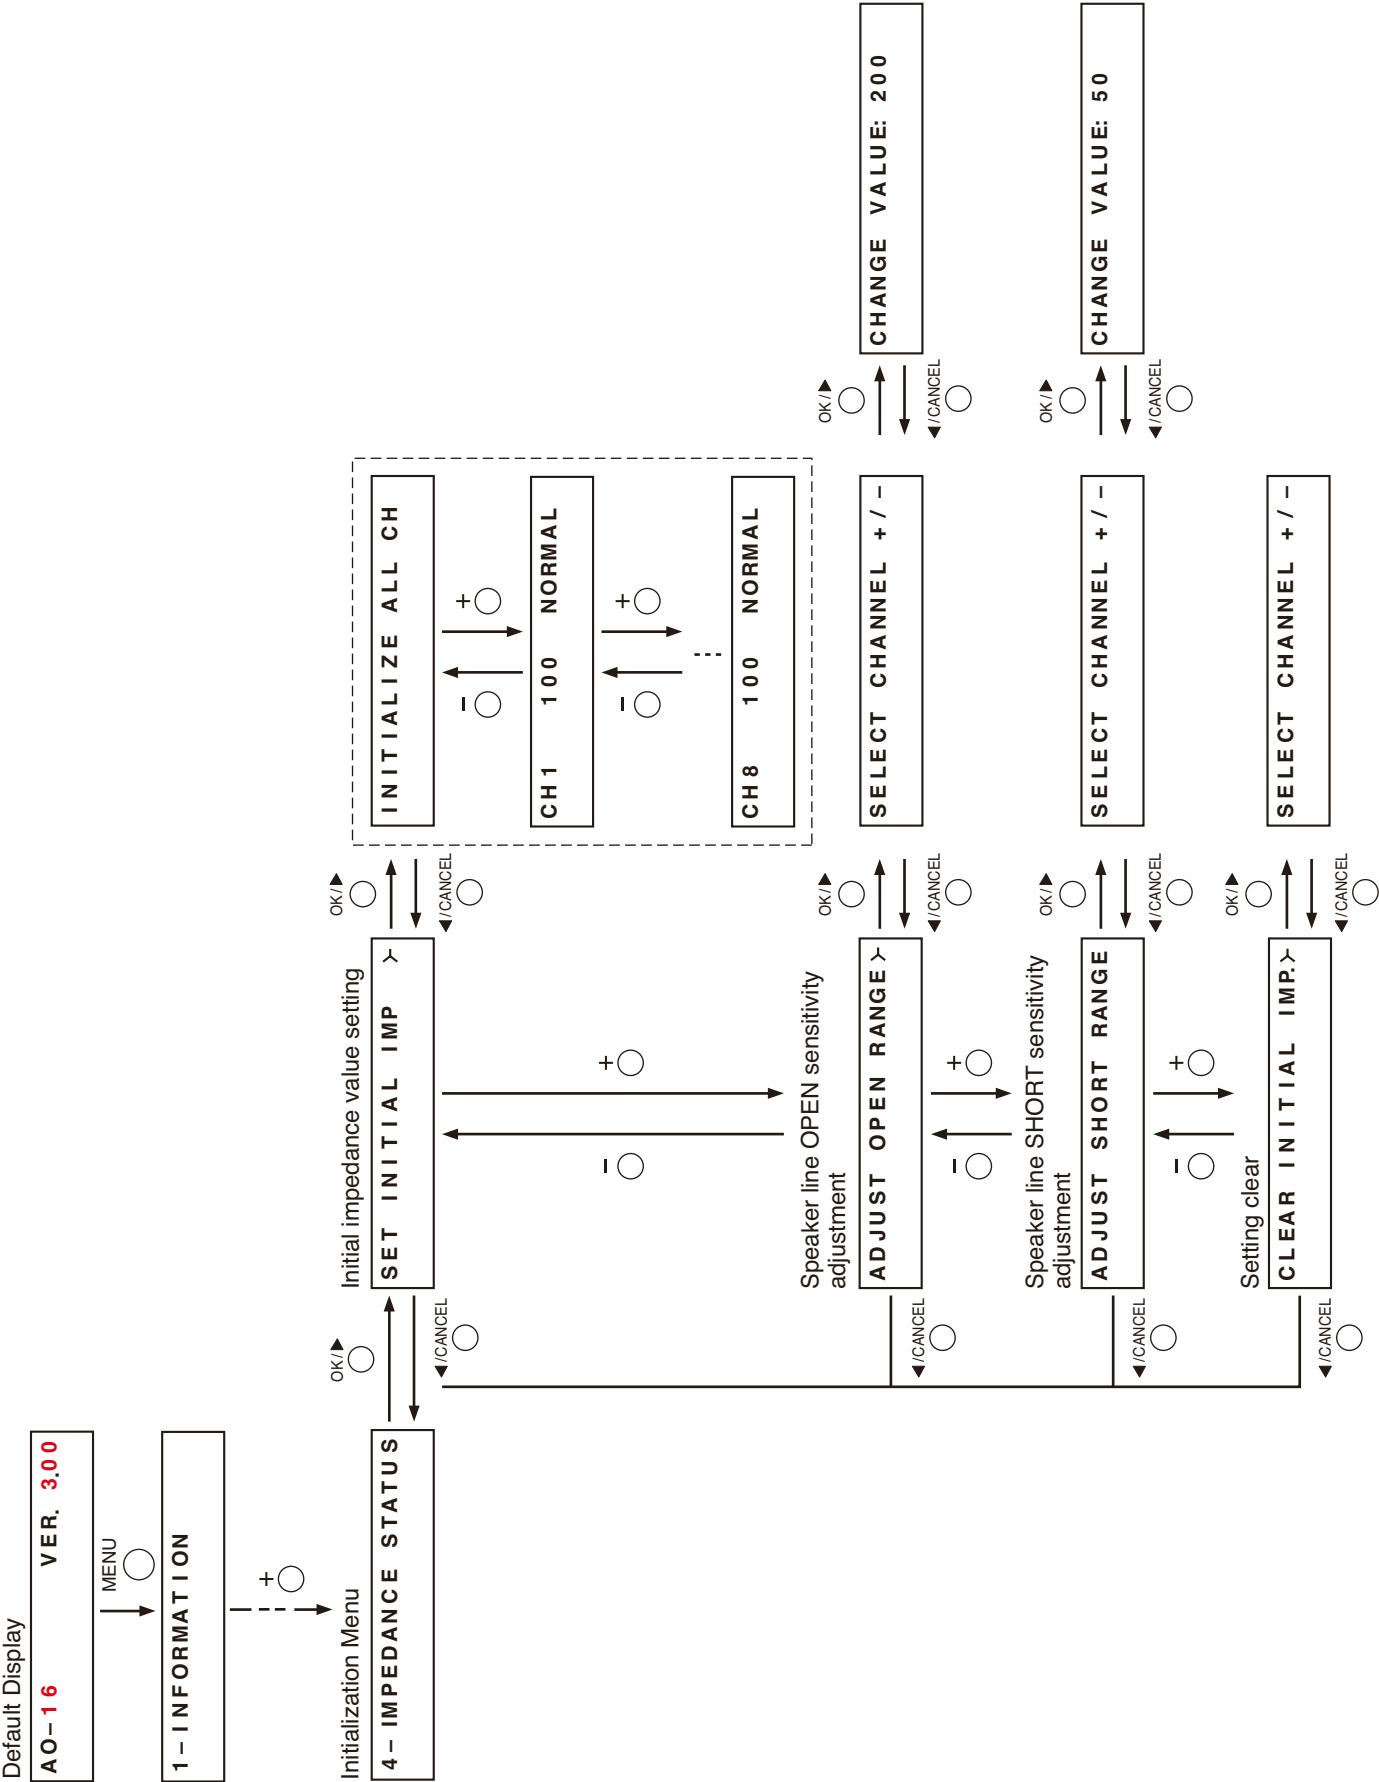 Default Display
AO–16 VER. 3.00
MENU
1–INFORMATION
+
Initialization Menu
4–IMPEDANCE STATUS
OK/▲
▼/CANCEL
Initial impedance value setting
SET INITIAL IMP >
OK/▲
▼/CANCEL
INITIALIZE ALL CH
– +
CH1 100 NORMAL
– +
CH8 100 NORMAL
– +
Speaker line OPEN sensitivity
adjustment
ADJUST OPEN RANGE>
▼/CANCEL
OK/▲
▼/CANCEL
SELECT CHANNEL +/–
OK/▲
▼/CANCEL
CHANGE VALUE: 200
– +
Speaker line SHORT sensitivity
adjustment
ADJUST SHORT RANGE
▼/CANCEL
OK/▲
▼/CANCEL
SELECT CHANNEL +/–
OK/▲
▼/CANCEL
CHANGE VALUE: 50
– +
Setting clear
CLEAR INITIAL IMP.>
▼/CANCEL
OK/▲
▼/CANCEL
SELECT CHANNEL +/–